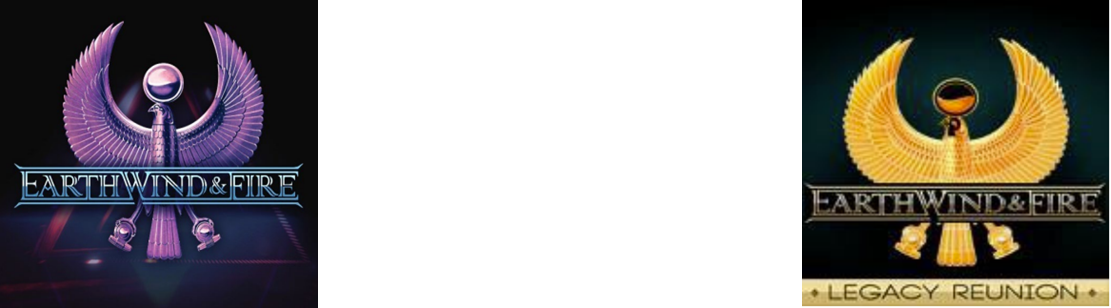 EARTH WIND & FIRE
EARTH WIND & FIRE
• LEGACY REUNION •